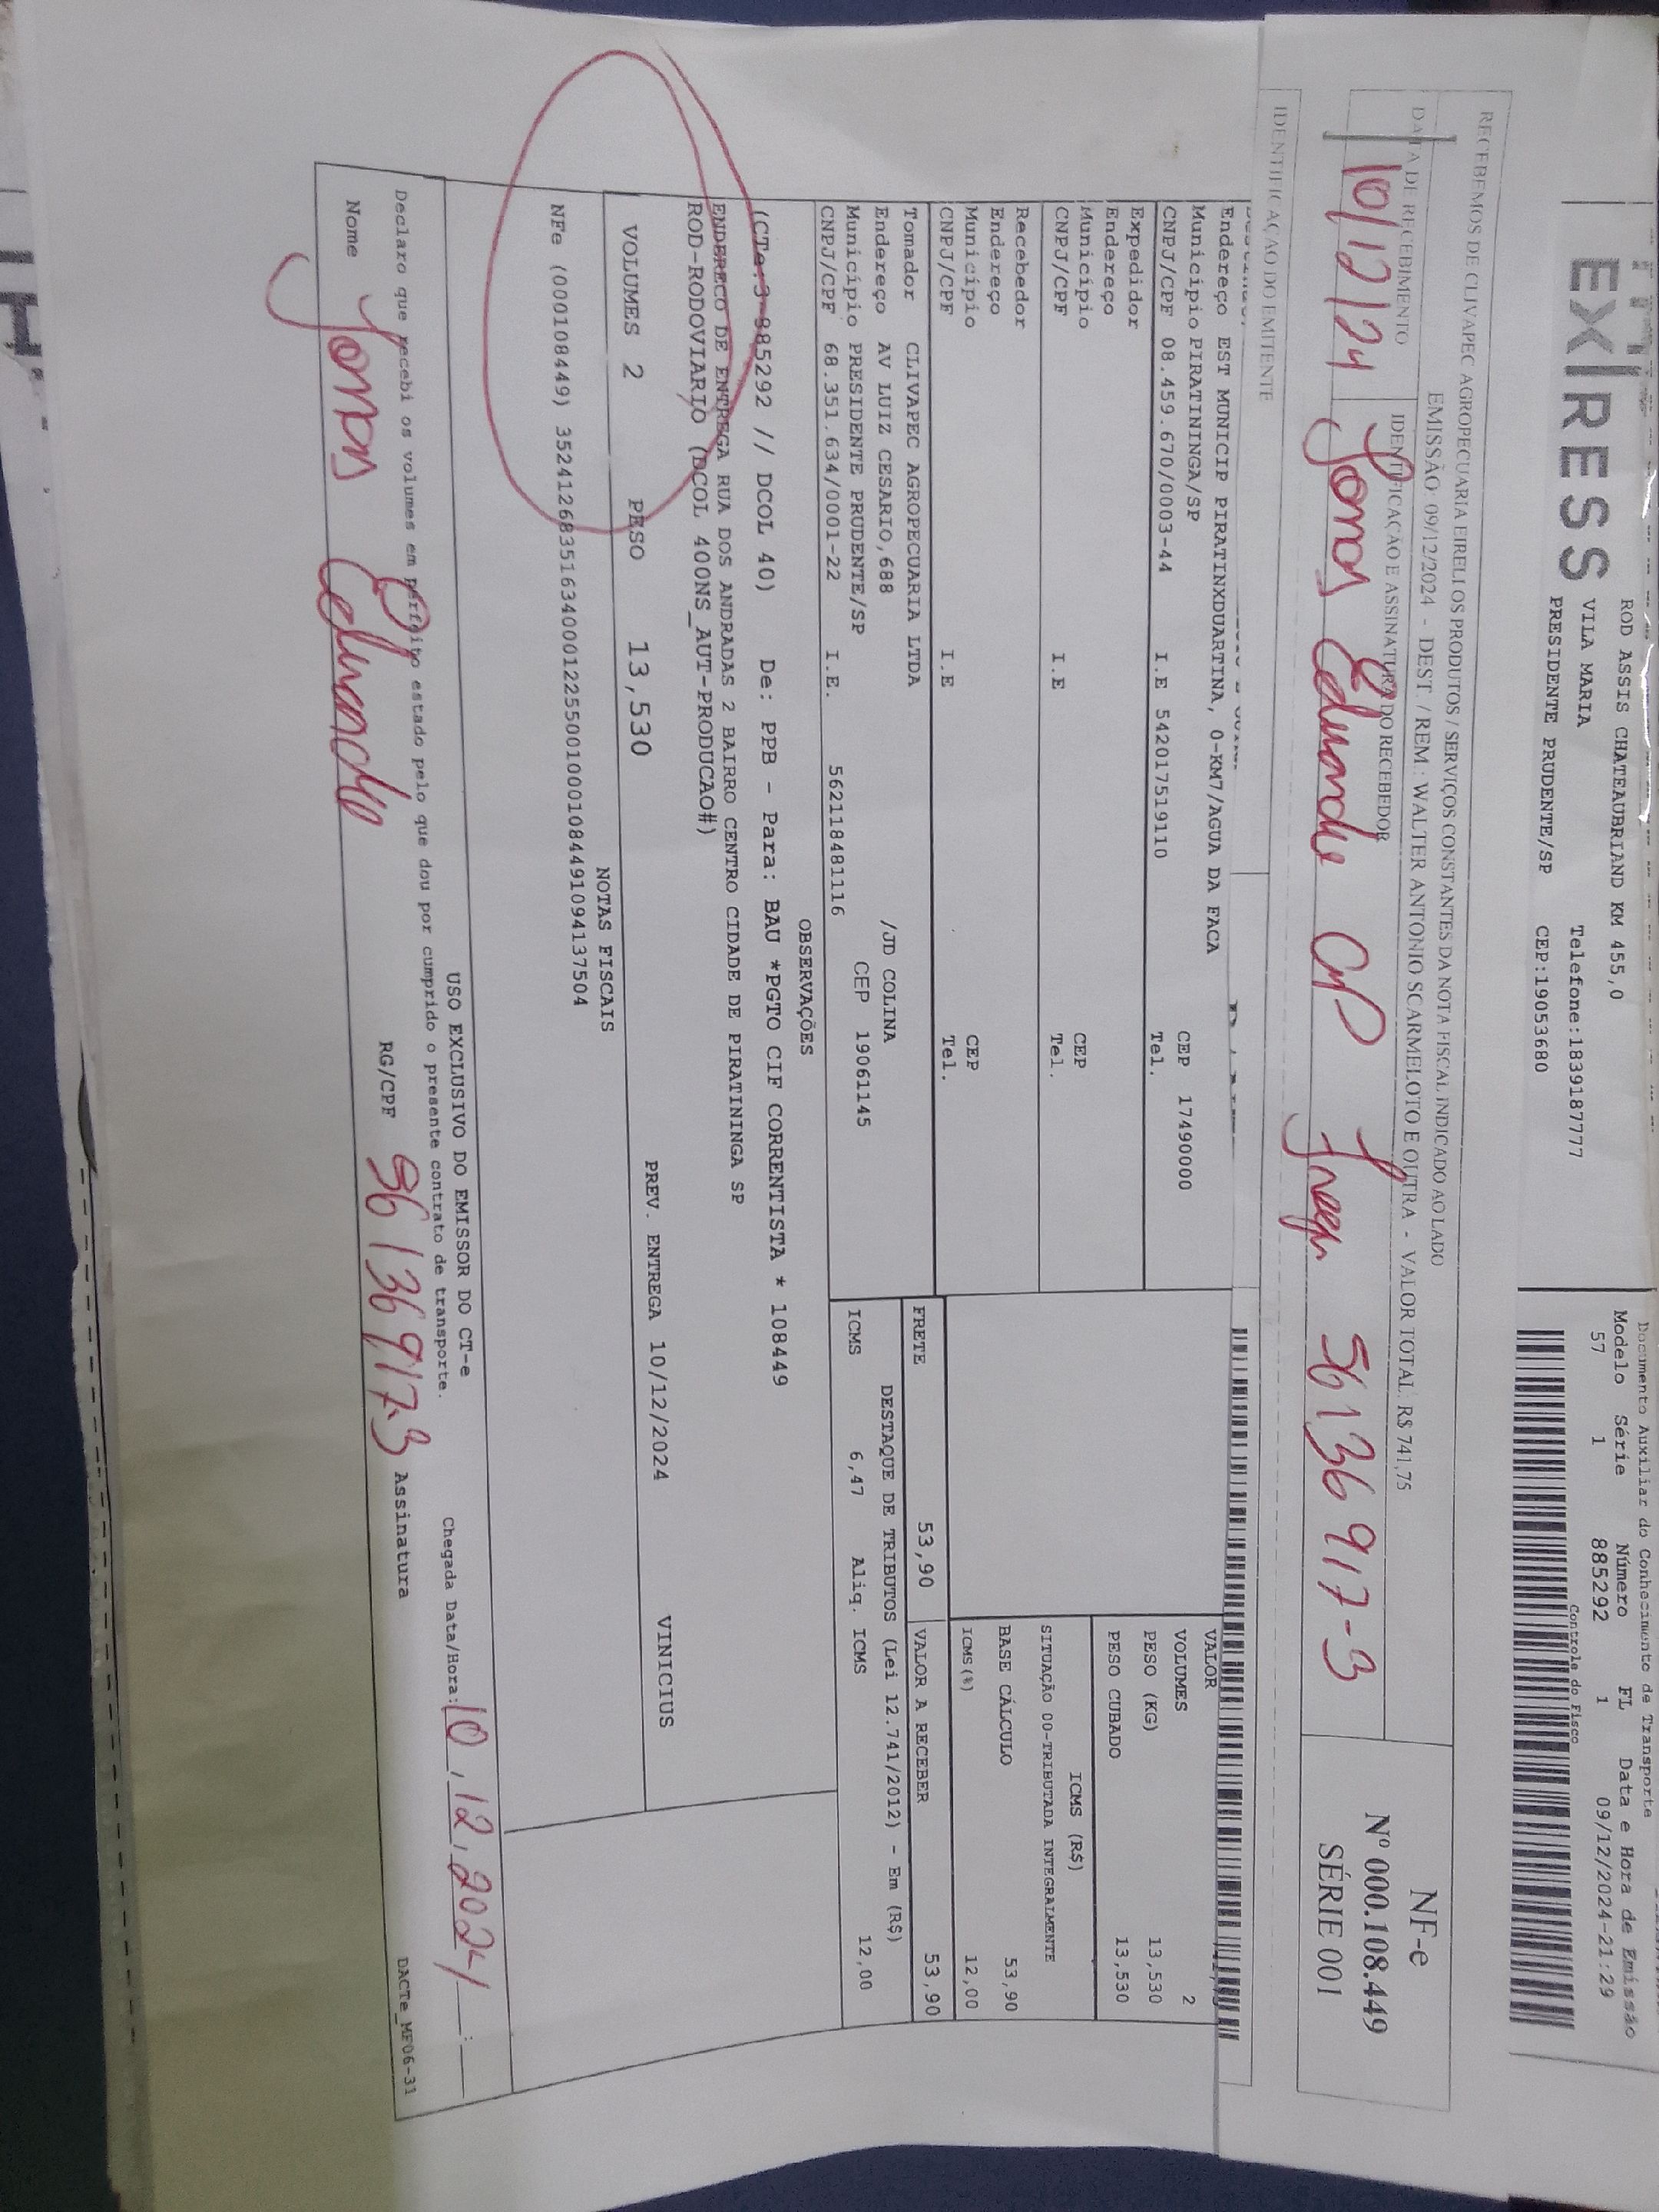 EX RESS
ROD ASSIS CHATEAUBRIAND KM 455,0
VILA MARIA Telefone:1839187777
PRESIDENTE PRUDENTE/SP CEP:19053680
Documento Auxiliar do Conhecimento de Transporte
Modelo Série Número FL Data e Hora de Emissão
57 1 885292 1 09/12/2024-21:29
Controle do Fisco
RECEBEMOS DE CLIVAPEC AGROPECUARIA EIRELI OS PRODUTOS / SERVIÇOS CONSTANTES DA NOTA FISCAL INDICADO AO LADO
EMISSÃO: 09/12/2024 - DEST. / REM.: WALTER ANTONIO SCARMELOTO E OUTRA - VALOR TOTAL: R$ 741,75
DATA DE RECEBIMENTO IDENTIFICAÇÃO E ASSINATURA DO RECEBEDOR
10/12/24 Jonas Eduardo 56136917-3
NF-e
Nº 000.108.449
SÉRIE 001
IDENTIFICAÇÃO DO EMITENTE
Endereço EST MUNICIP PIRATINXDUARTINA, 0-KM7/AGUA DA FACA
Município PIRATININGA/SP CEP 17490000
CNPJ/CPF 08.459.670/0003-44 I.E 542017519110 Tel.
Expedidor
Endereço
Município CEP
CNPJ/CPF I.E Tel.
Recebedor
Endereço
Município CEP
CNPJ/CPF I.E Tel.
Tomador CLIVAPEC AGROPECUARIA LTDA
Endereço AV LUIZ CESARIO,688 /JD COLINA
Município PRESIDENTE PRUDENTE/SP CEP 19061145
CNPJ/CPF 68.351.634/0001-22 I.E. 562118481116
VALOR
VOLUMES 2
PESO (KG) 13,530
PESO CUBADO 13,530
ICMS (R$)
SITUAÇÃO 00-TRIBUTADA INTEGRALMENTE
BASE CÁLCULO 53,90
ICMS(%) 12,00
FRETE 53,90 VALOR A RECEBER 53,90
DESTAQUE DE TRIBUTOS (Lei 12.741/2012) - Em (R$)
ICMS 6,47 Aliq. ICMS 12,00
OBSERVAÇÕES
(CTe:3-885292 // DCOL 40) De: PPB - Para: BAU *PGTO CIF CORRENTISTA * 108449
ENDERECO DE ENTREGA RUA DOS ANDRADAS 2 BAIRRO CENTRO CIDADE DE PIRATININGA SP
ROD-RODOVIARIO (DCOL 400NS_AUT-PRODUCAO#)
VOLUMES 2 PESO 13,530 PREV. ENTREGA 10/12/2024 VINICIUS
NOTAS FISCAIS
NFe (000108449) 35241268351634000122550010001084491094137504
USO EXCLUSIVO DO EMISSOR DO CT-e
Declaro que recebi os volumes em perfeito estado pelo que dou por cumprido o presente contrato de transporte.
Chegada Data/Hora: 10,12,2024 __:__
Nome Jonas Eduardo RG/CPF 56136917-3 Assinatura
DACTe_MF06-31